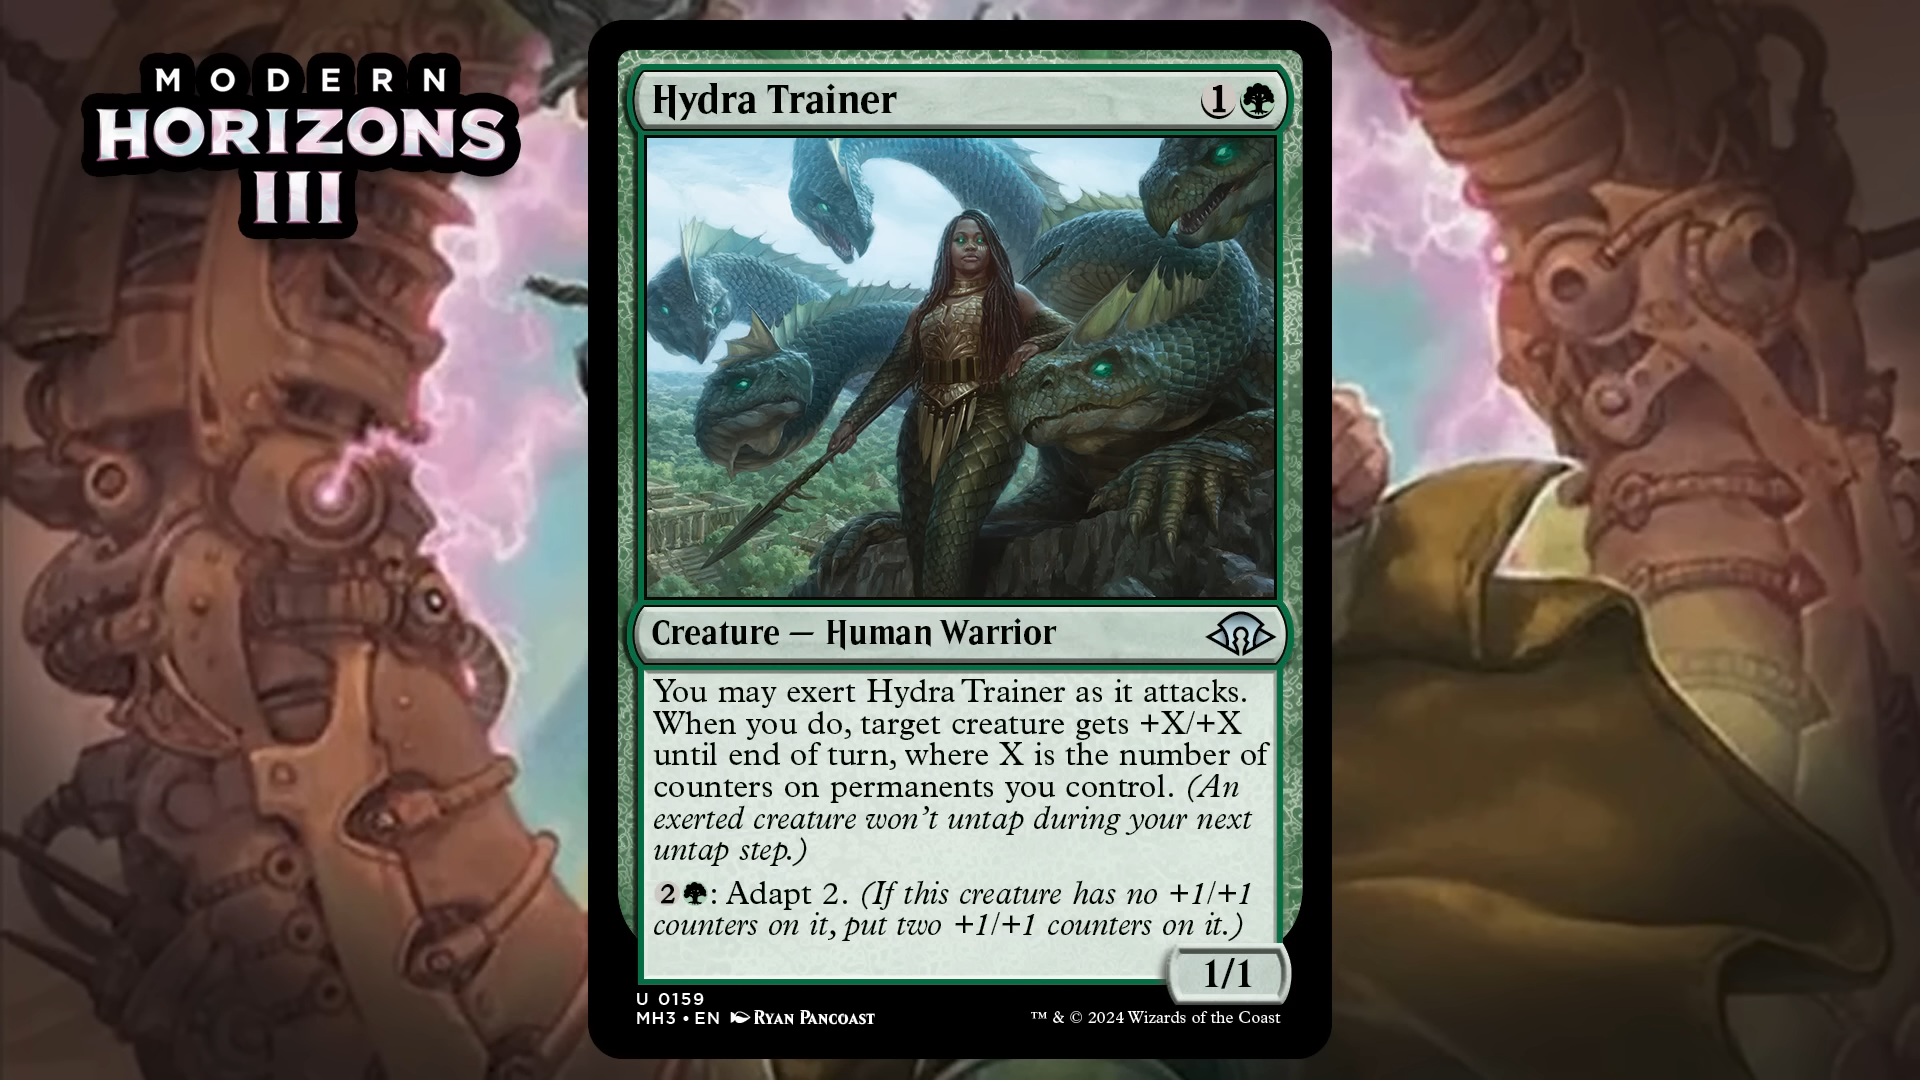 MODERN
HORIZONS
III
Hydra Trainer
1
Creature — Human Warrior
You may exert Hydra Trainer as it attacks.
When you do, target creature gets +X/+X
until end of turn, where X is the number of
counters on permanents you control. (An
exerted creature won't untap during your next
untap step.)
2 : Adapt 2. (If this creature has no +1/+1
counters on it, put two +1/+1 counters on it.)
1/1
U 0159
MH3 • EN Ryan Pancoast
™ & © 2024 Wizards of the Coast